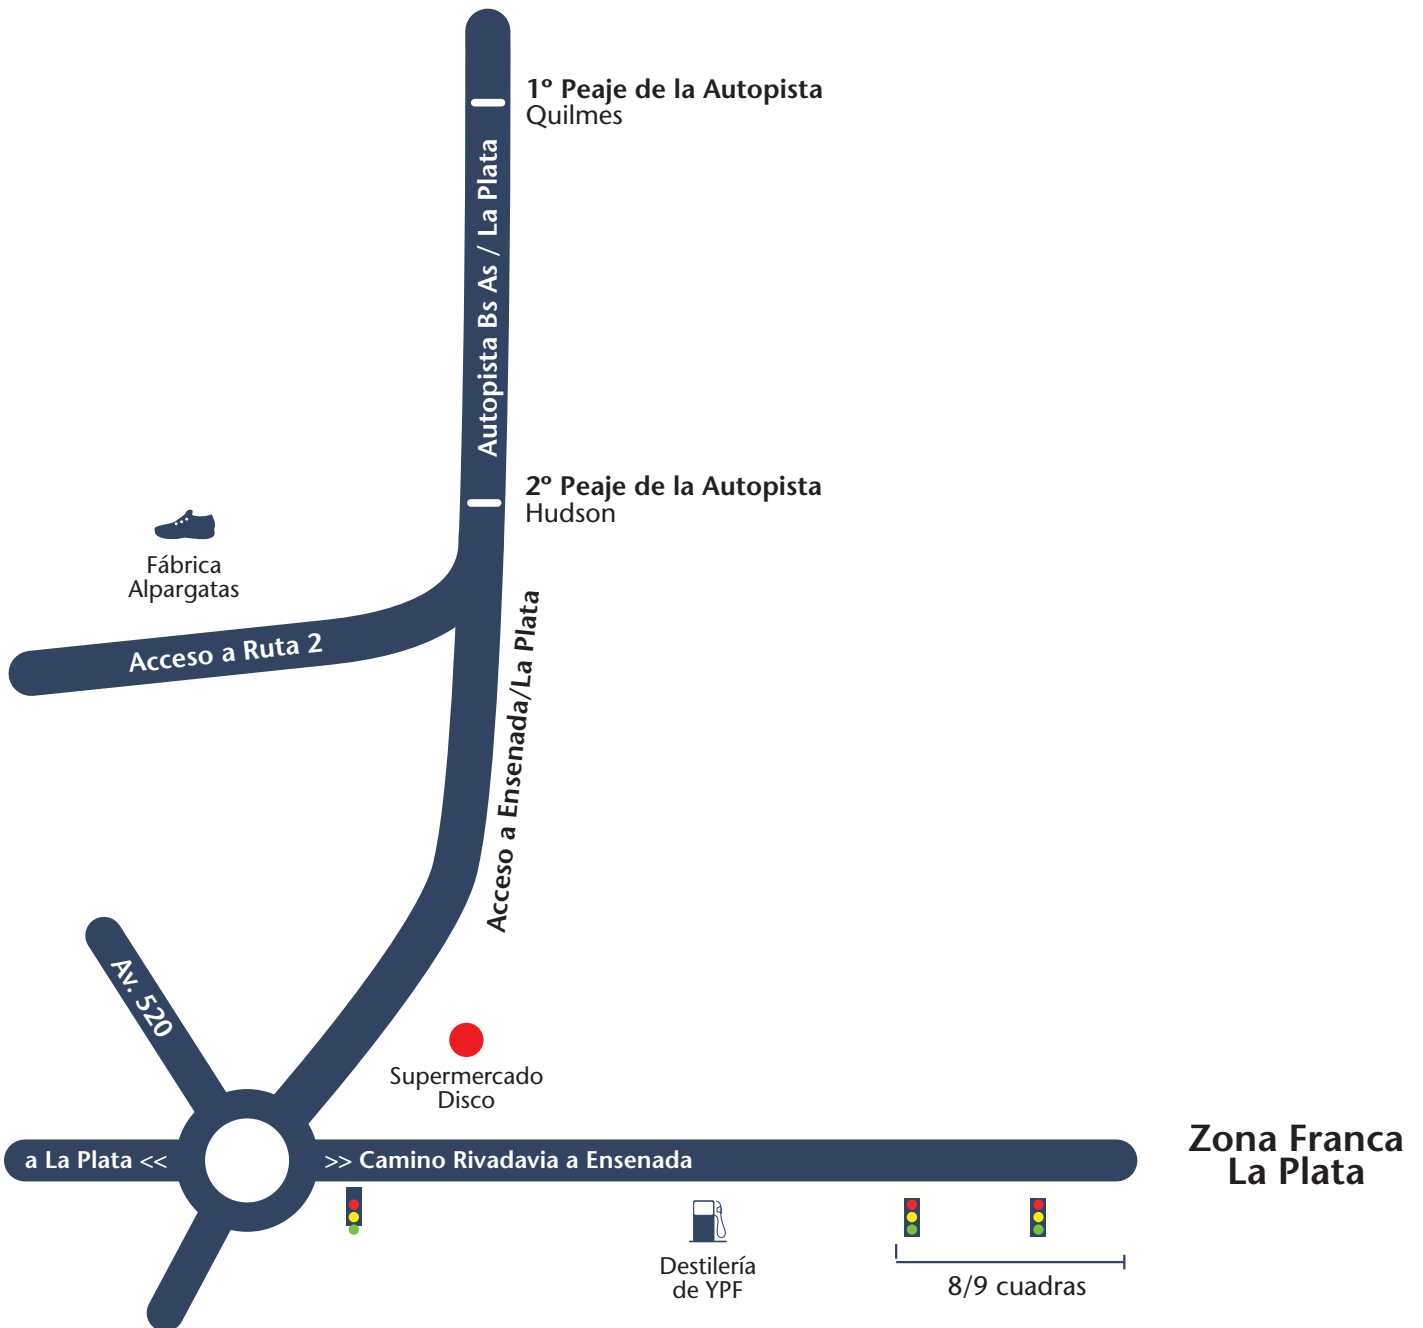 1º Peaje de la Autopista
Quilmes
Autopista Bs As / La Plata
2º Peaje de la Autopista
Hudson
Fábrica
Alpargatas
Acceso a Ruta 2
Acceso a Ensenada/La Plata
Av. 520
Supermercado
Disco
a La Plata <<
>> Camino Rivadavia a Ensenada
Zona Franca
La Plata
Destilería
de YPF
8/9 cuadras